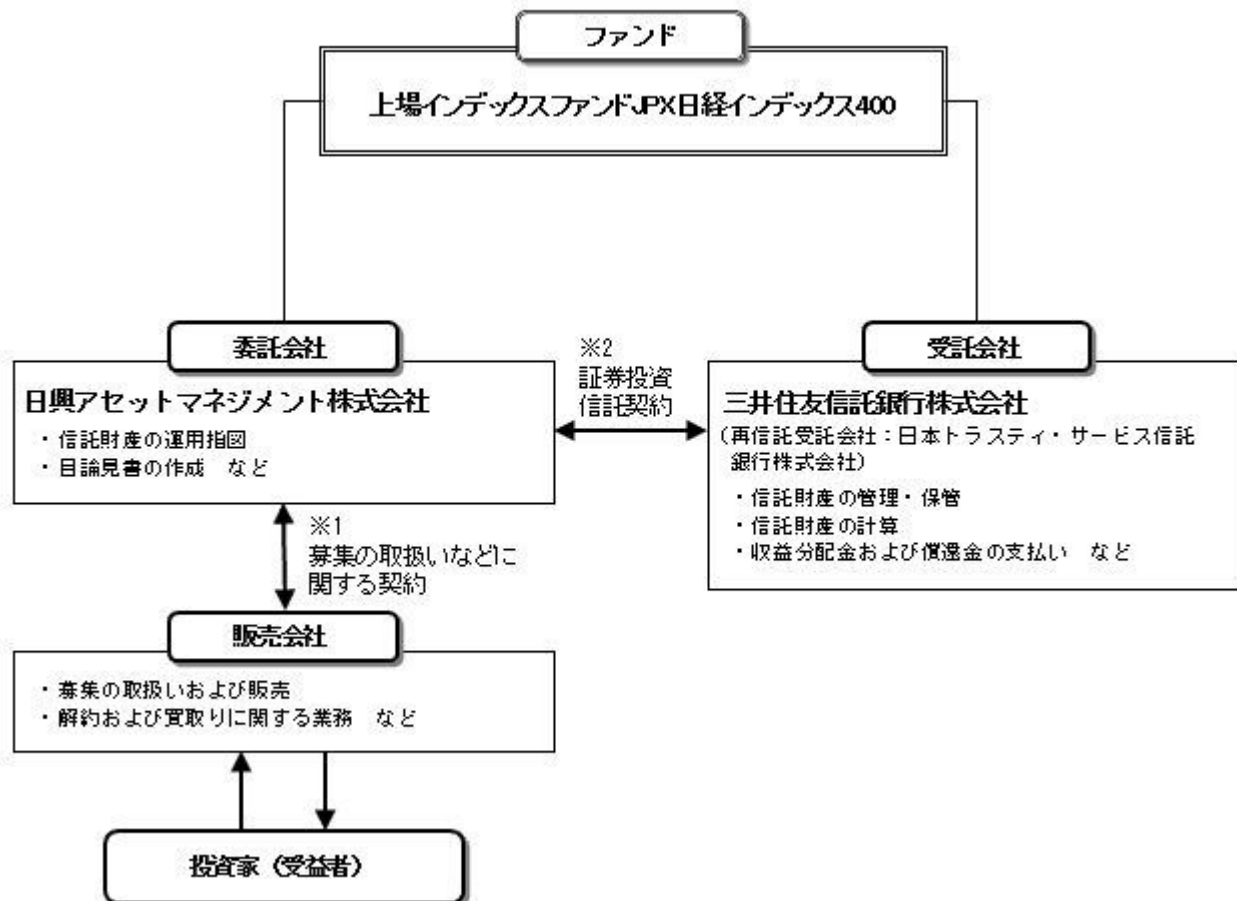 ファンド
上場インデックスファンドJPX日経インデックス400
委託会社
日興アセットマネジメント株式会社
・信託財産の運用指図
・目論見書の作成　など
※2
証券投資
信託契約
受託会社
三井住友信託銀行株式会社
(再信託受託会社：日本トラスティ・サービス信託
銀行株式会社)
・信託財産の管理・保管
・信託財産の計算
・収益分配金および償還金の支払い　など
※1
募集の取扱いなどに
関する契約
販売会社
・募集の取扱いおよび販売
・解約および買取りに関する業務　など
投資家（受益者）